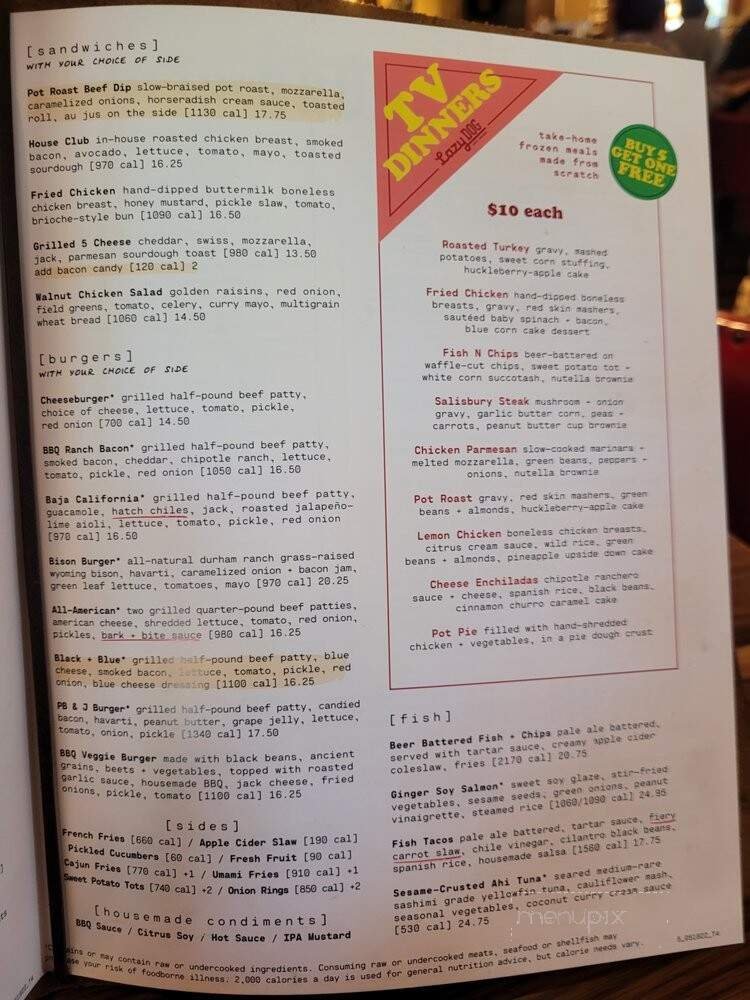 [sandwiches]
WITH YOUR CHOICE OF SIDE
Pot Roast Beef Dip slow-braised pot roast, mozzarella,
caramelized onions, horseradish cream sauce, toasted
roll, au jus on the side [1130 cal] 17.75
House Club in-house roasted chicken breast, smoked
bacon, avocado, lettuce, tomato, mayo, toasted
sourdough [970 cal] 16.25
Fried Chicken hand-dipped buttermilk boneless
chicken breast, honey mustard, pickle slaw, tomato,
brioche-style bun [1090 cal] 16.50
Grilled 5 Cheese cheddar, swiss, mozzarella,
jack, parmesan sourdough toast [980 cal] 13.50
add bacon candy [120 cal] 2
Walnut Chicken Salad golden raisins, red onion,
field greens, tomato, celery, curry mayo, multigrain
wheat bread [1060 cal] 14.50
[burgers]
WITH YOUR CHOICE OF SIDE
Cheeseburger* grilled half-pound beef patty,
choice of cheese, lettuce, tomato, pickle,
red onion [700 cal] 14.50
BBQ Ranch Bacon* grilled half-pound beef patty,
smoked bacon, cheddar, chipotle ranch, lettuce,
tomato, pickle, red onion [1050 cal] 16.50
Baja California* grilled half-pound beef patty,
guacamole, hatch chiles, jack, roasted jalapeño-
lime aioli, lettuce, tomato, pickle, red onion
[970 cal] 16.50
Bison Burger* all-natural durham ranch grass-raised
wyoming bison, havarti, caramelized onion + bacon jam,
green leaf lettuce, tomatoes, mayo [970 cal] 20.25
All-American* two grilled quarter-pound beef patties,
american cheese, shredded lettuce, tomato, red onion,
pickles, bark + bite sauce [980 cal] 16.25
Black + Blue* grilled half-pound beef patty, blue
cheese, smoked bacon, lettuce, tomato, pickle, red
onion, blue cheese dressing [1100 cal] 16.25
PB & J Burger* grilled half-pound beef patty, candied
bacon, havarti, peanut butter, grape jelly, lettuce,
tomato, onion, pickle [1340 cal] 17.50
BBQ Veggie Burger made with black beans, ancient
grains, beets + vegetables, topped with roasted
garlic sauce, housemade BBQ, jack cheese, fried
onions, pickle, tomato [1100 cal] 16.25
[sides]
French Fries [660 cal] / Apple Cider Slaw [190 cal]
Pickled Cucumbers [60 cal] / Fresh Fruit [90 cal]
Cajun Fries [770 cal] +1 / Umami Fries [910 cal] +1
Sweet Potato Tots [740 cal] +2 / Onion Rings [850 cal] +2
[housemade condiments]
BBQ Sauce / Citrus Soy / Hot Sauce / IPA Mustard
TV
DINNERS
Lazy DOG
take-home
frozen meals
made from
scratch
BUY 5
GET ONE
FREE
$10 each
Roasted Turkey gravy, mashed
potatoes, sweet corn stuffing,
huckleberry-apple cake
Fried Chicken hand-dipped boneless
breasts, gravy, red skin mashers,
sautéed baby spinach + bacon,
blue corn cake dessert
Fish N Chips beer-battered on
waffle-cut chips, sweet potato tot +
white corn succotash, nutella brownie
Salisbury Steak mushroom + onion
gravy, garlic butter corn, peas +
carrots, peanut butter cup brownie
Chicken Parmesan slow-cooked marinara +
melted mozzarella, green beans, peppers +
onions, nutella brownie
Pot Roast gravy, red skin mashers, green
beans + almonds, huckleberry-apple cake
Lemon Chicken boneless chicken breasts,
citrus cream sauce, wild rice, green
beans + almonds, pineapple upside down cake
Cheese Enchiladas chipotle ranchero
sauce + cheese, spanish rice, black beans,
cinnamon churro caramel cake
Pot Pie filled with hand-shredded
chicken + vegetables, in a pie dough crust
[fish]
Beer Battered Fish + Chips pale ale battered,
served with tartar sauce, creamy apple cider
coleslaw, fries [2170 cal] 20.75
Ginger Soy Salmon* sweet soy glaze, stir-fried
vegetables, sesame seeds, green onions, peanut
vinaigrette, steamed rice [1060/1090 cal] 24.95
Fish Tacos pale ale battered, tartar sauce, fiery
carrot slaw, chile vinegar, cilantro black beans,
spanish rice, housemade salsa [1560 cal] 17.75
Sesame-Crusted Ahi Tuna* seared medium-rare
sashimi grade yellowfin tuna, cauliflower mash,
seasonal vegetables, coconut curry cream sauce
[530 cal] 24.75
menupix
or may contain raw or undercooked ingredients. Consuming raw or undercooked meats, seafood or shellfish may
your risk of foodborne illness. 2,000 calories a day is used for general nutrition advice, but calorie needs vary.